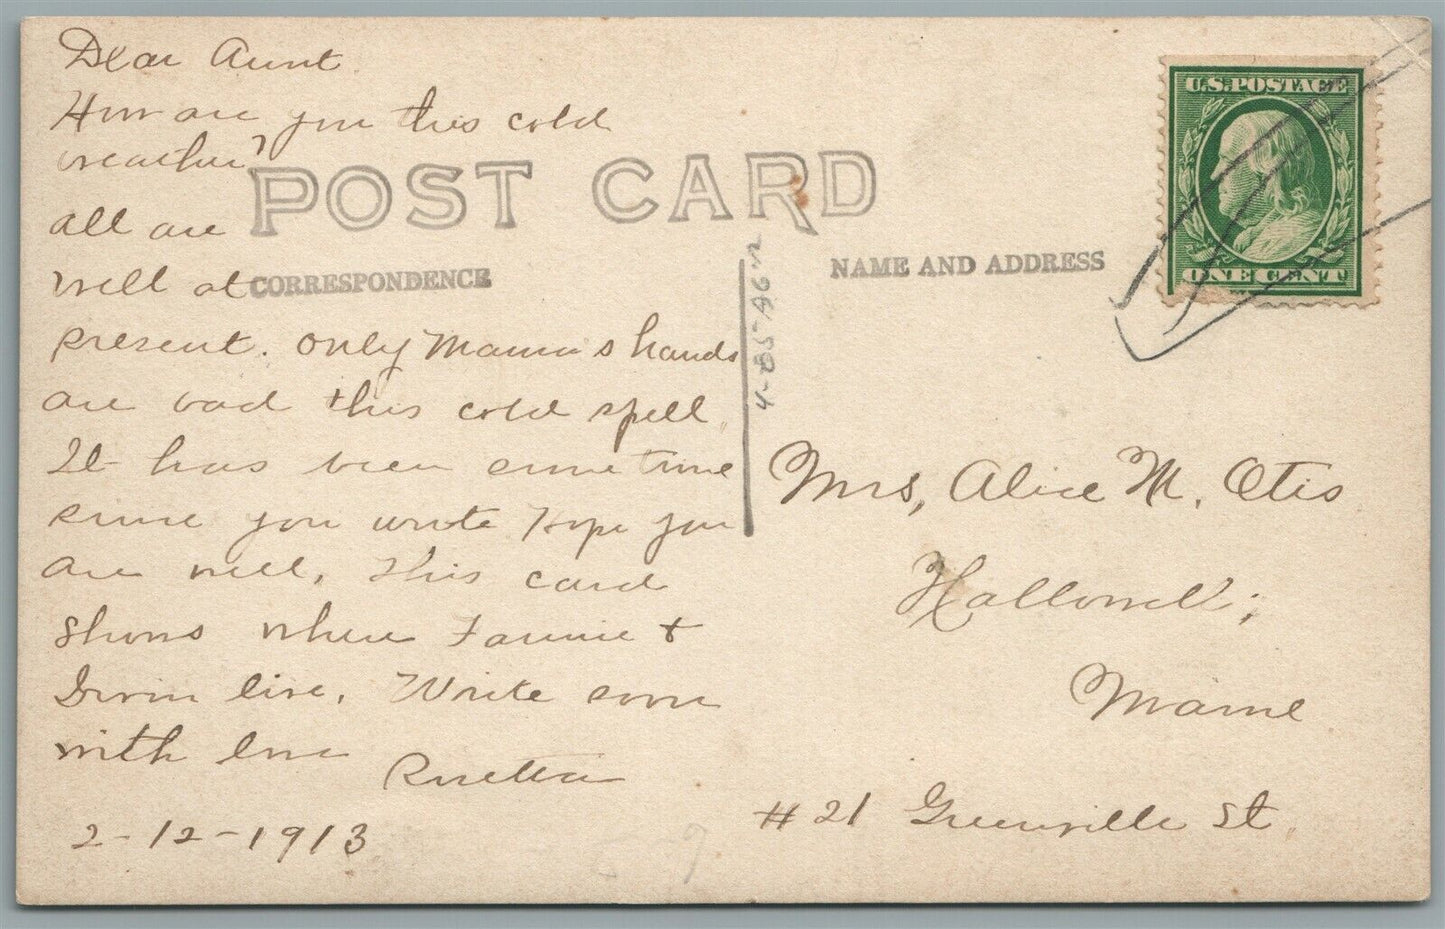 Dear Aunt
How are you this cold
weather?
all are
well at
present. Only Mama's hands
are bad this cold spell.
It has been some time
since you wrote Hope you
are well. This card
shows where Fannie +
Irvin live. Write soon
with love
Rosetta
2-12-1913
POST CARD
CORRESPONDENCE
NAME AND ADDRESS
U.S. POSTAGE
ONE CENT
Mrs, Alice M. Otis
Hallowell;
Maine
#21 Greenville St.